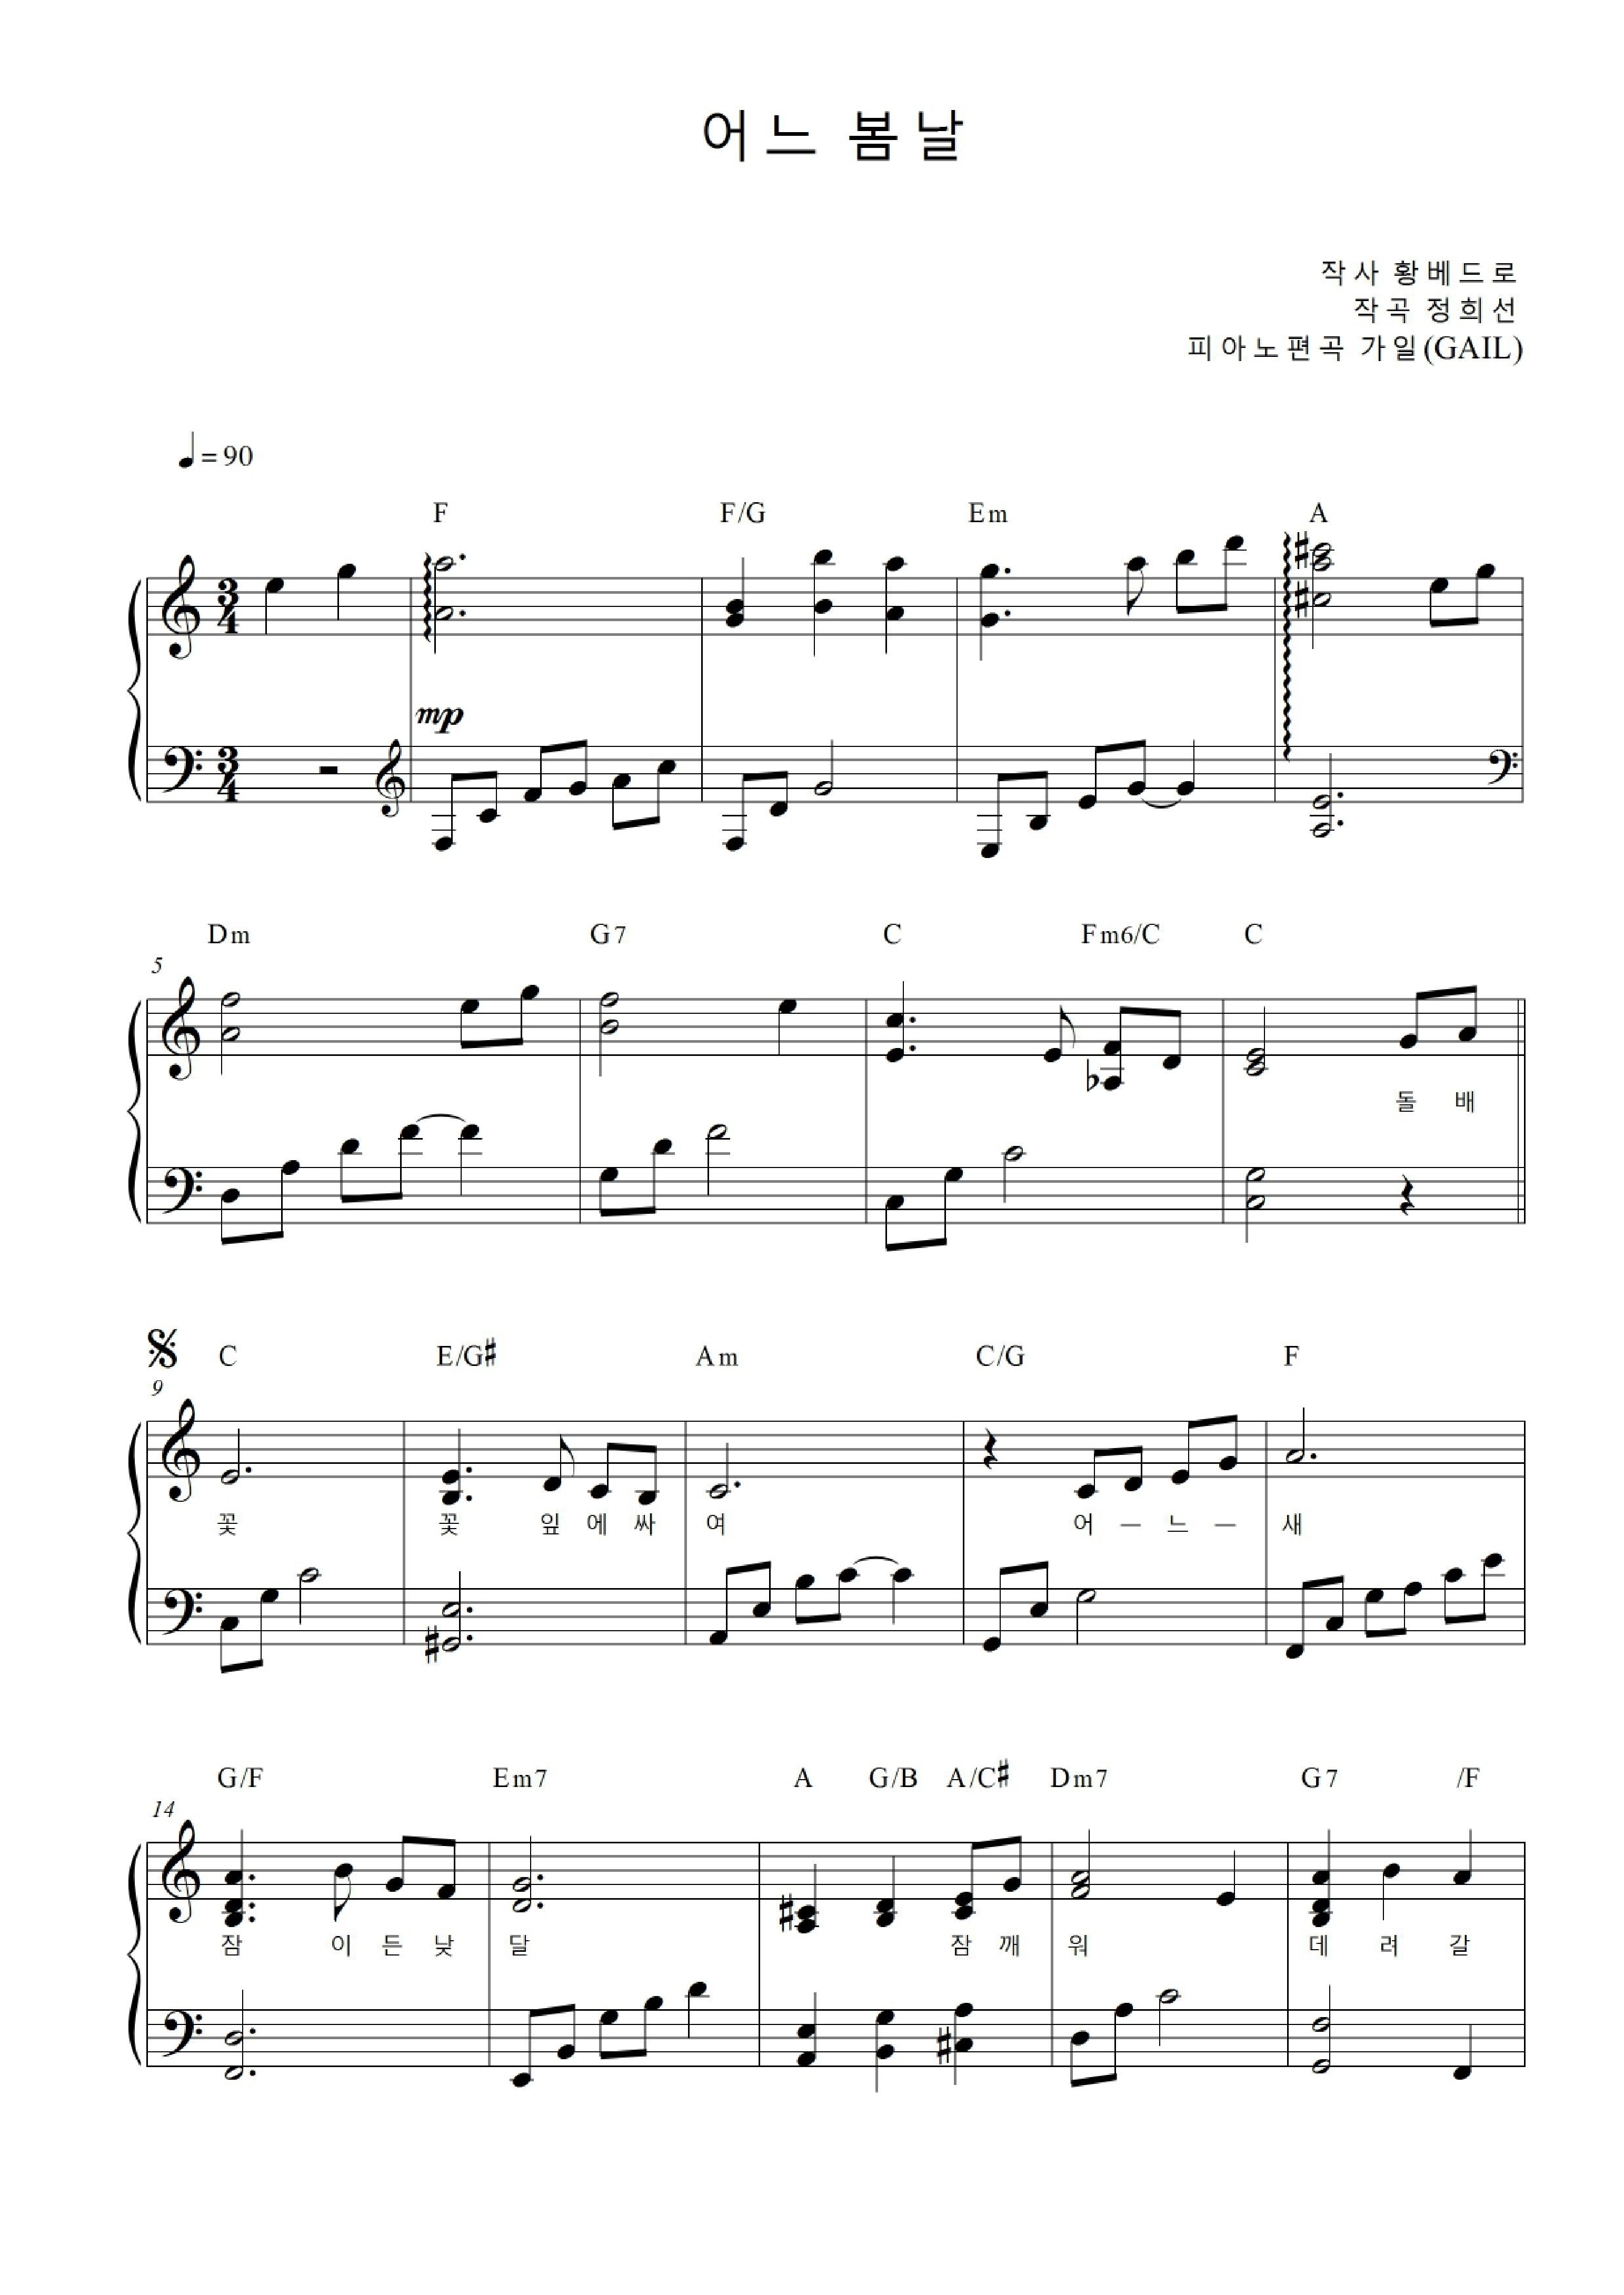 어느 봄날
작사 황베드로
작곡 정희선
피아노편곡 가일(GAIL)
= 90
F F/G Em A
3 4
mp
3 4
Dm G7 C Fm6/C C
5
돌 배
C E/G# Am C/G F
9
꽃 꽃 잎 에 싸 여 어 — 느 — 새
G/F Em7 A G/B A/C# Dm7 G7 /F
14
잠 이 든 낮 달 잠 깨 워 데 려 갈